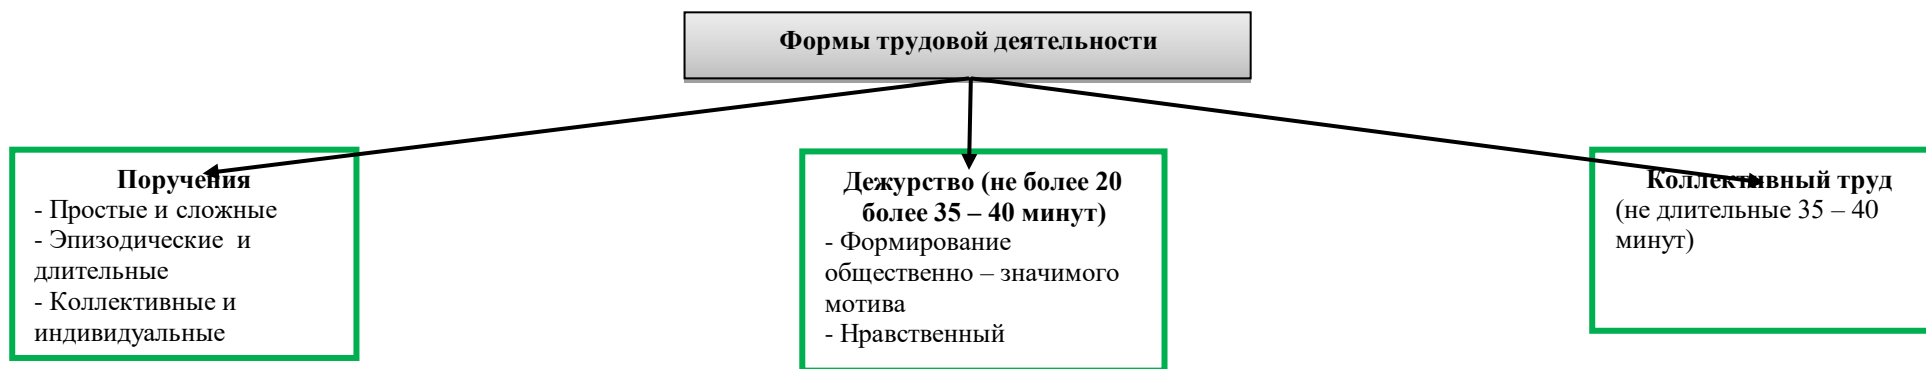 Формы трудовой деятельности
Поручения
- Простые и сложные
- Эпизодические и
длительные
- Коллективные и
индивидуальные
Дежурство (не более 20
более 35 – 40 минут)
- Формирование
общественно – значимого
мотива
- Нравственный
Коллективный труд
(не длительные 35 – 40
минут)